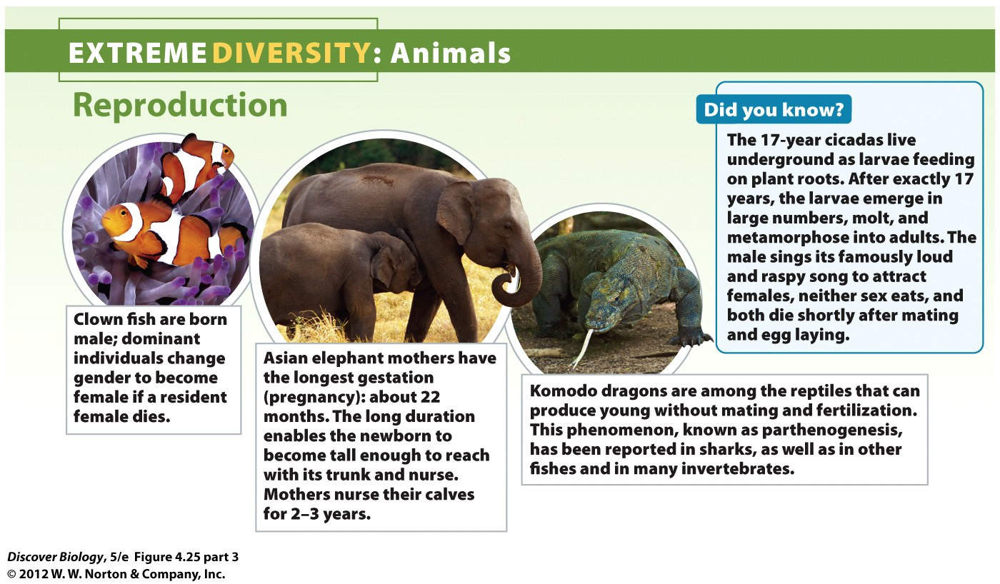 EXTREME DIVERSITY: Animals
Reproduction
Clown fish are born
male; dominant
individuals change
gender to become
female if a resident
female dies.
Asian elephant mothers have
the longest gestation
(pregnancy): about 22
months. The long duration
enables the newborn to
become tall enough to reach
with its trunk and nurse.
Mothers nurse their calves
for 2–3 years.
Komodo dragons are among the reptiles that can
produce young without mating and fertilization.
This phenomenon, known as parthenogenesis,
has been reported in sharks, as well as in other
fishes and in many invertebrates.
Did you know?
The 17-year cicadas live
underground as larvae feeding
on plant roots. After exactly 17
years, the larvae emerge in
large numbers, molt, and
metamorphose into adults. The
male sings its famously loud
and raspy song to attract
females, neither sex eats, and
both die shortly after mating
and egg laying.
Discover Biology, 5/e Figure 4.25 part 3
© 2012 W. W. Norton & Company, Inc.